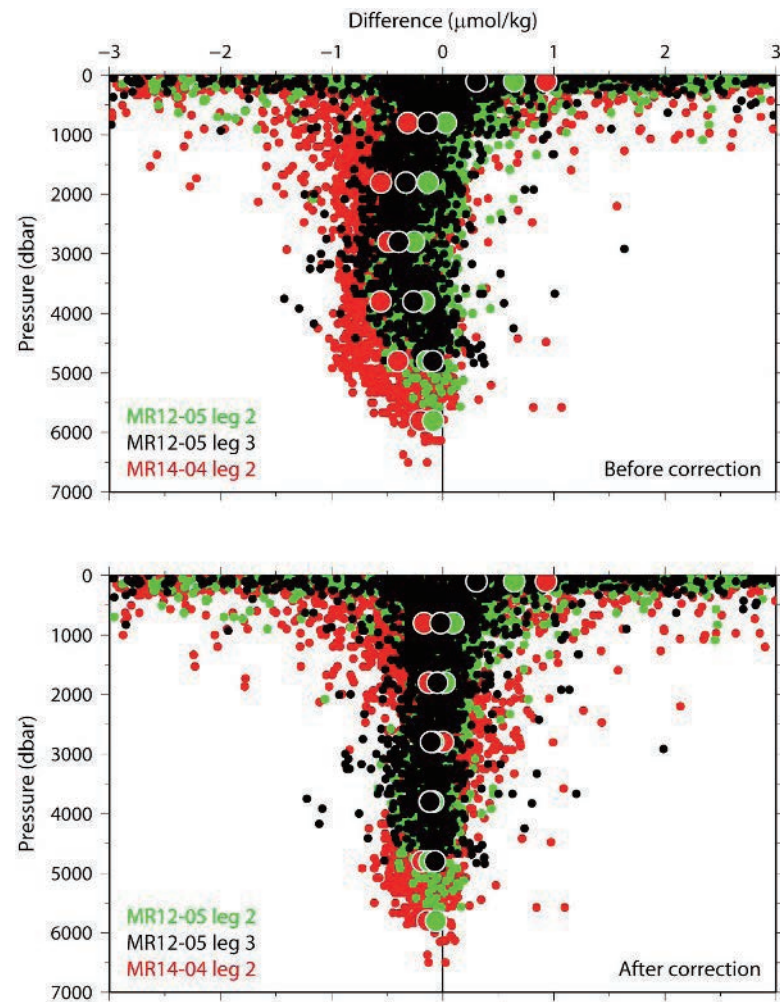 Difference (μmol/kg)
−3 −2 −1 0 1 2 3
0
1000
2000
3000
4000
5000
6000
7000
Pressure (dbar)
MR12-05 leg 2
MR12-05 leg 3
MR14-04 leg 2
Before correction
0
1000
2000
3000
4000
5000
6000
7000
Pressure (dbar)
MR12-05 leg 2
MR12-05 leg 3
MR14-04 leg 2
After correction